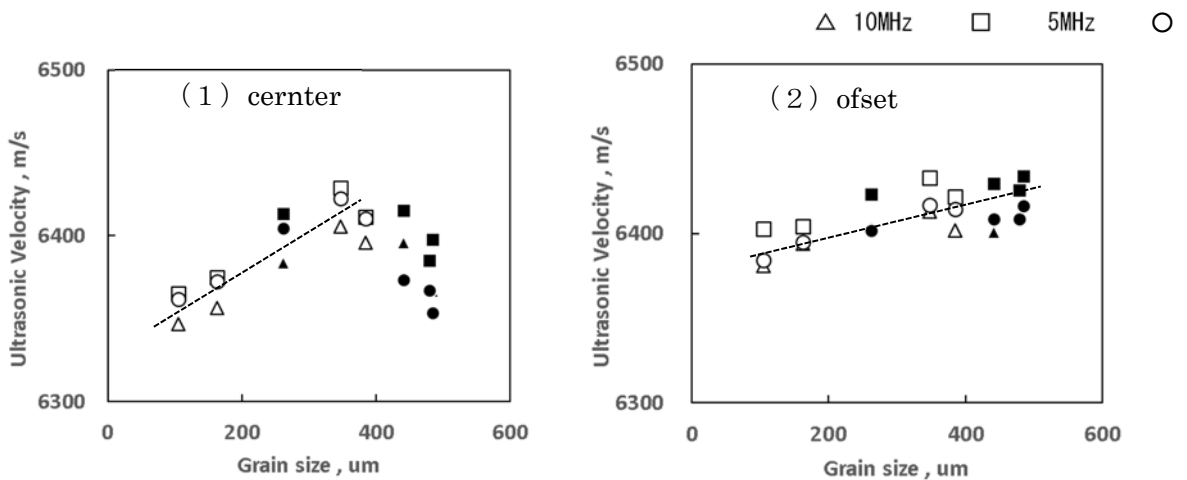 △ 10MHz □ 5MHz ○
6500
6400
6300
0 200 400 600
Ultrasonic Velocity , m/s
Grain size , um
（１）cernter
6500
6400
6300
0 200 400 600
Ultrasonic Velocity , m/s
Grain size , um
（２）ofset